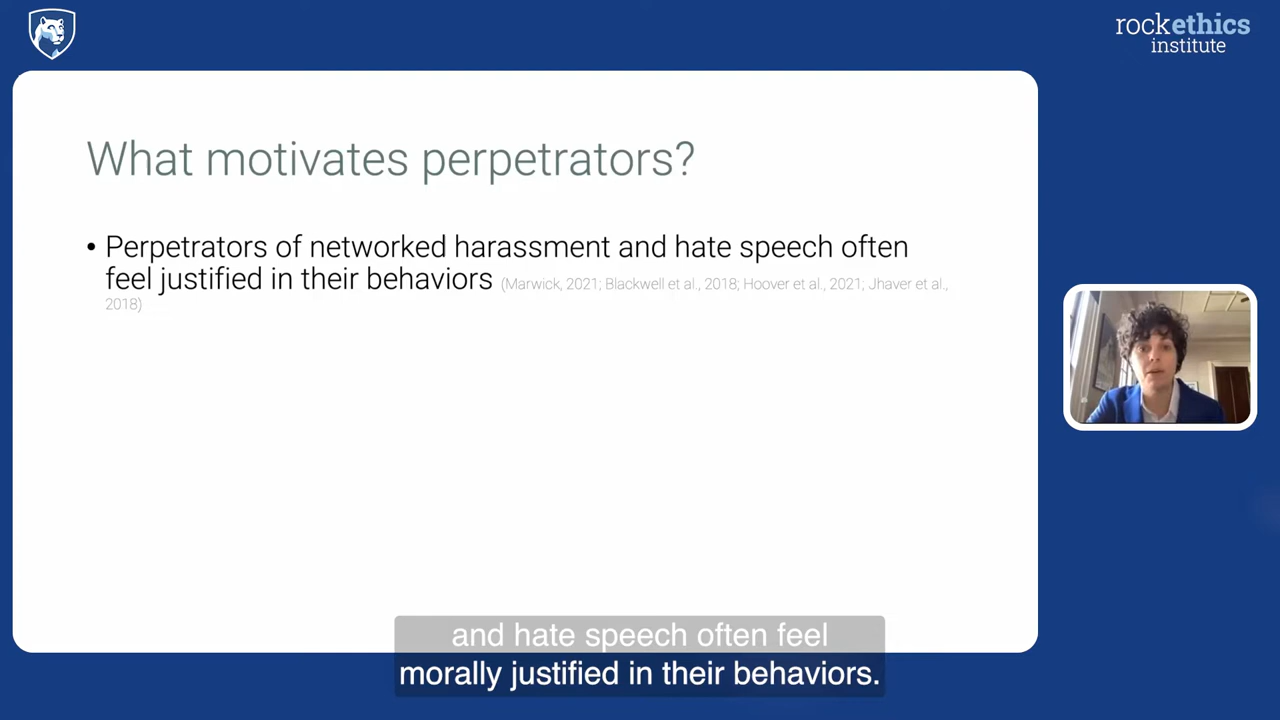 rockethics
institute
What motivates perpetrators?
• Perpetrators of networked harassment and hate speech often
feel justified in their behaviors (Marwick, 2021; Blackwell et al., 2018; Hoover et al., 2021; Jhaver et al.,
2018)
and hate speech often feel
morally justified in their behaviors.